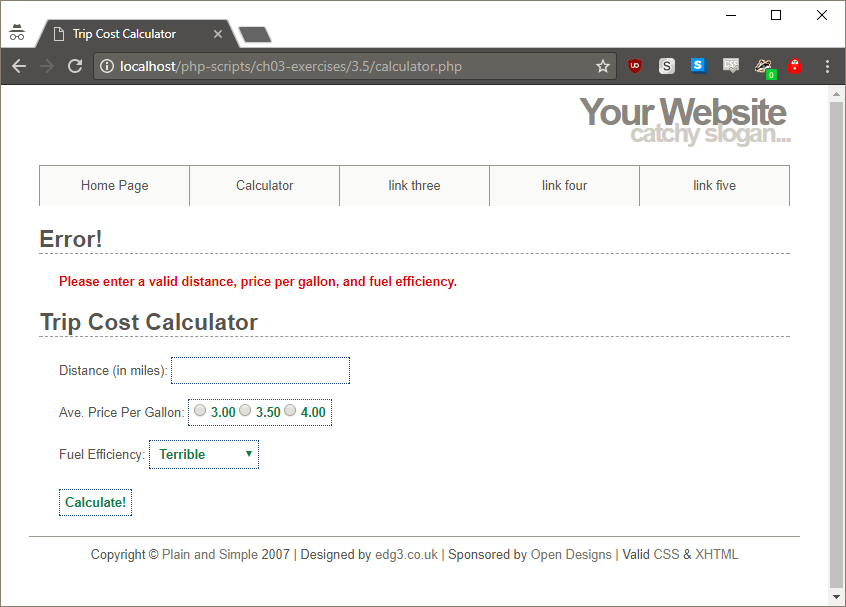 Trip Cost Calculator
localhost/php-scripts/ch03-exercises/3.5/calculator.php
UD S S CSS 0
Your Website
catchy slogan...
Home Page Calculator link three link four link five
Error!
Please enter a valid distance, price per gallon, and fuel efficiency.
Trip Cost Calculator
Distance (in miles):
Ave. Price Per Gallon: 3.00 3.50 4.00
Fuel Efficiency: Terrible
Calculate!
Copyright © Plain and Simple 2007 | Designed by edg3.co.uk | Sponsored by Open Designs | Valid CSS & XHTML